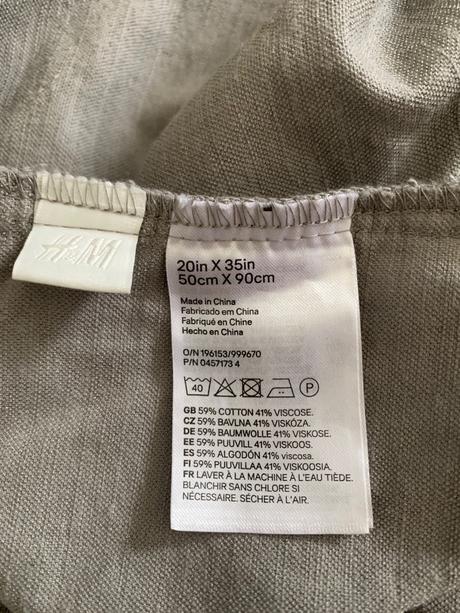 H&M
20in X 35in
50cm X 90cm
Made in China
Fabricado em China
Fabriqué en Chine
Hecho en China
O/N 196153/999670
P/N 0457173 4
40 P
GB 59% COTTON 41% VISCOSE.
CZ 59% BAVLNA 41% VISKÓZA.
DE 59% BAUMWOLLE 41% VISKOSE.
EE 59% PUUVILL 41% VISKOOS.
ES 59% ALGODÓN 41% viscosa.
FI 59% PUUVILLAA 41% VISKOOSIA.
FR LAVER À LA MACHINE À L'EAU TIÈDE.
BLANCHIR SANS CHLORE SI
NÉCESSAIRE. SÉCHER À L'AIR.